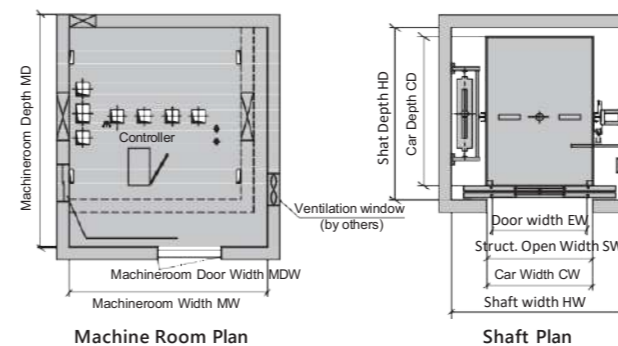 Machineroom Depth MD
Controller
Ventilation window
(by others)
Machineroom Door Width MDW
Machineroom Width MW
Machine Room Plan
Shat Depth HD
Car Depth CD
Door width EW
Struct. Open Width SW
Car Width CW
Shaft width HW
Shaft Plan